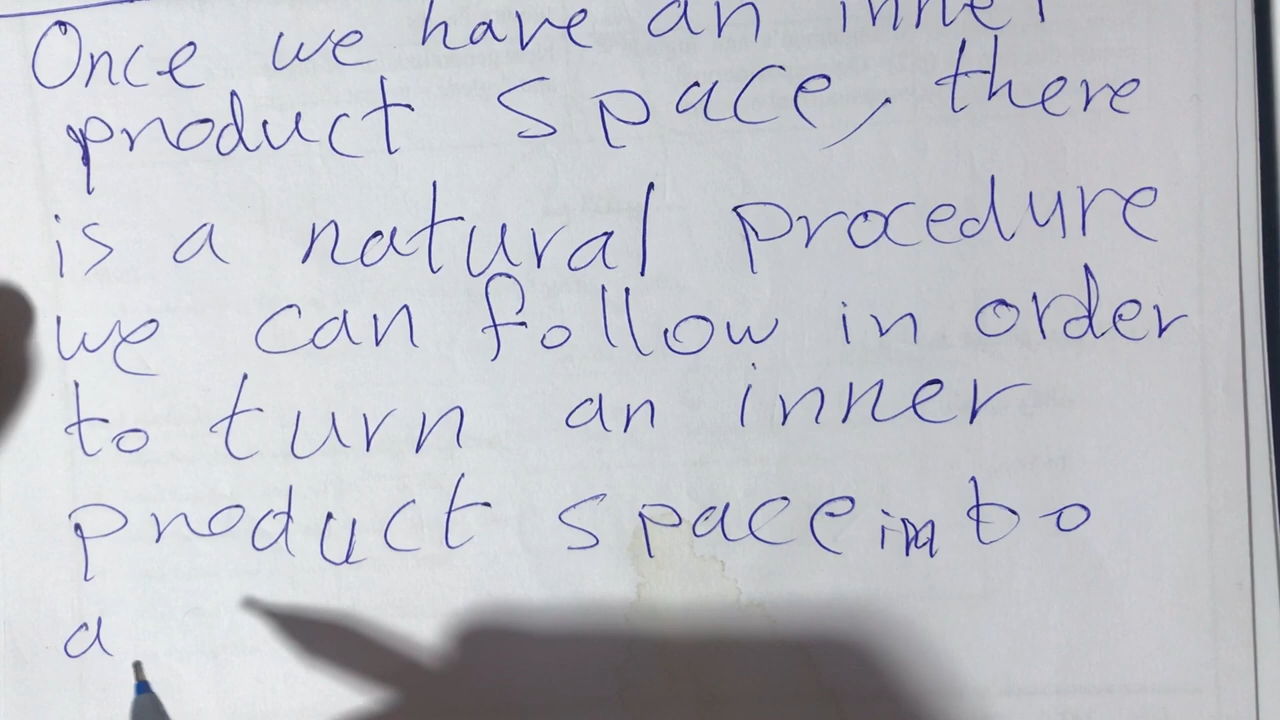 Once we have an inner
product space, there
is a natural procedure
we can follow in order
to turn an inner
product space into
a